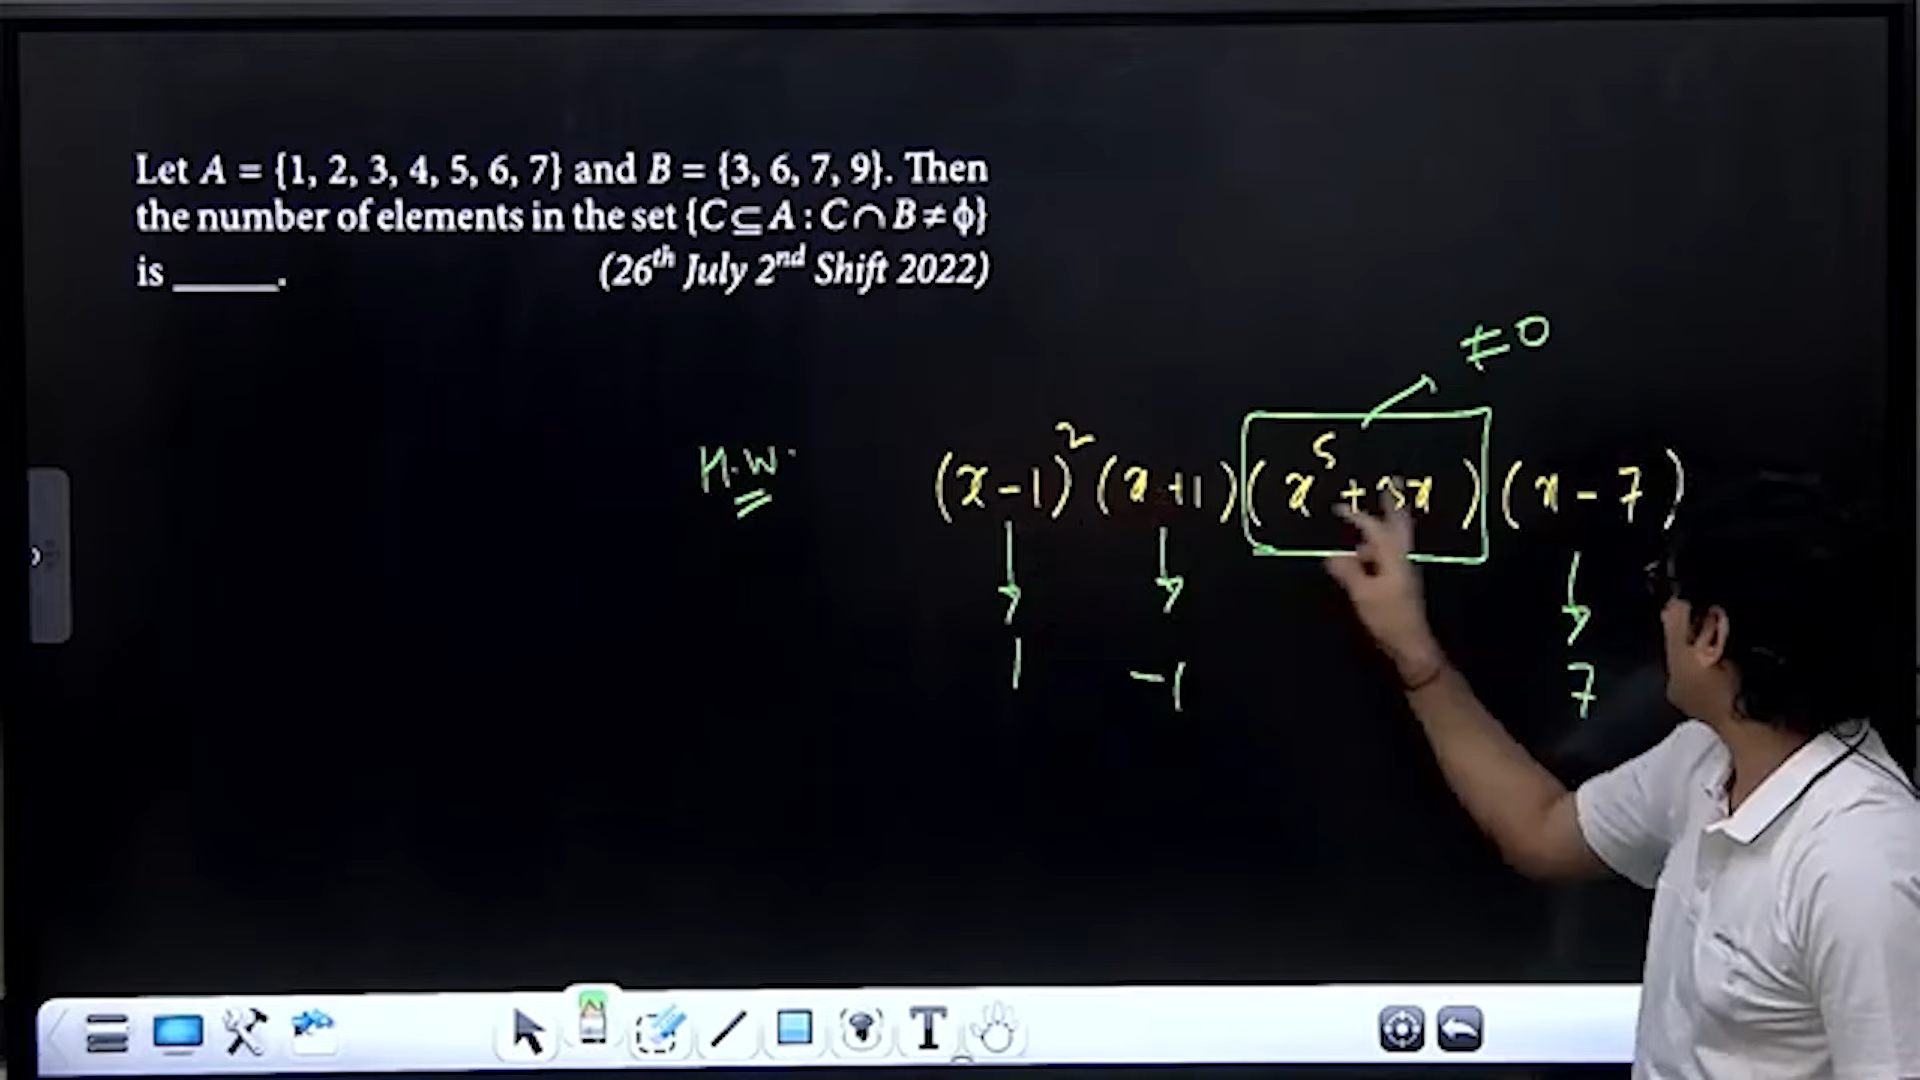 Let A = {1, 2, 3, 4, 5, 6, 7} and B = {3, 6, 7, 9}. Then
the number of elements in the set {C ⊆ A : C ∩ B ≠ ϕ}
is ______. (26th July 2nd Shift 2022)
≠ 0
H.W.
(x - 1)² (x + 1) (x⁵ + 3x) (x - 7)
1 -1 7
T